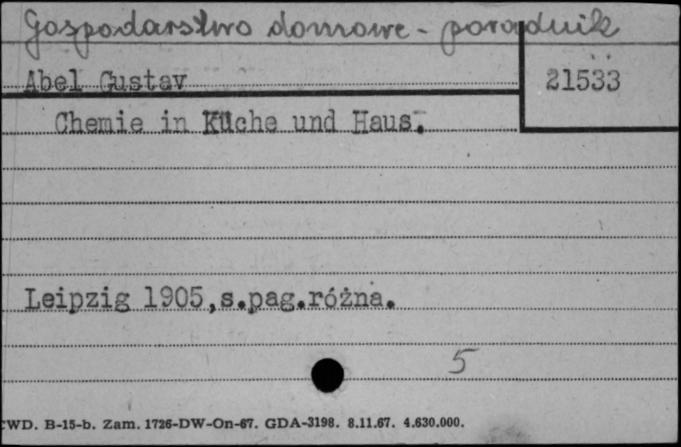 Gospodarstwo domowe - poradnik
Abel Gustav
21533
Chemie in Küche und Haus.
Leipzig 1905,s.pag.różna.
5
CWD. B-15-b. Zam. 1726-DW-On-67. GDA-3198. 8.11.67. 4.630.000.